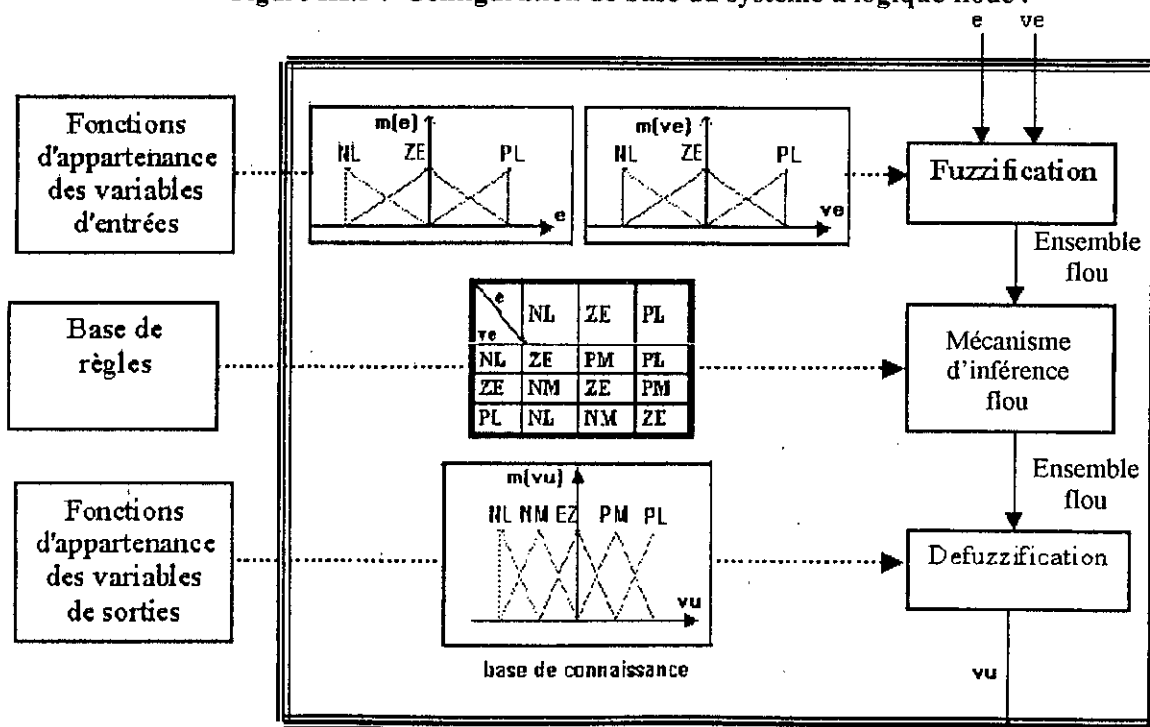 e ve
Fonctions
d'appartenance
des variables
d'entrées
m(e)
NL ZE PL
e
m(ve)
NL ZE PL
ve
Fuzzification
Ensemble
flou
Base de
règles
e
ve
NL ZE PL
NL ZE PM PL
ZE NM ZE PM
PL NL NM ZE
Mécanisme
d'inférence
flou
Ensemble
flou
Fonctions
d'appartenance
des variables
de sorties
m(vu)
NL NM EZ PM PL
vu
base de connaissance
Defuzzification
vu